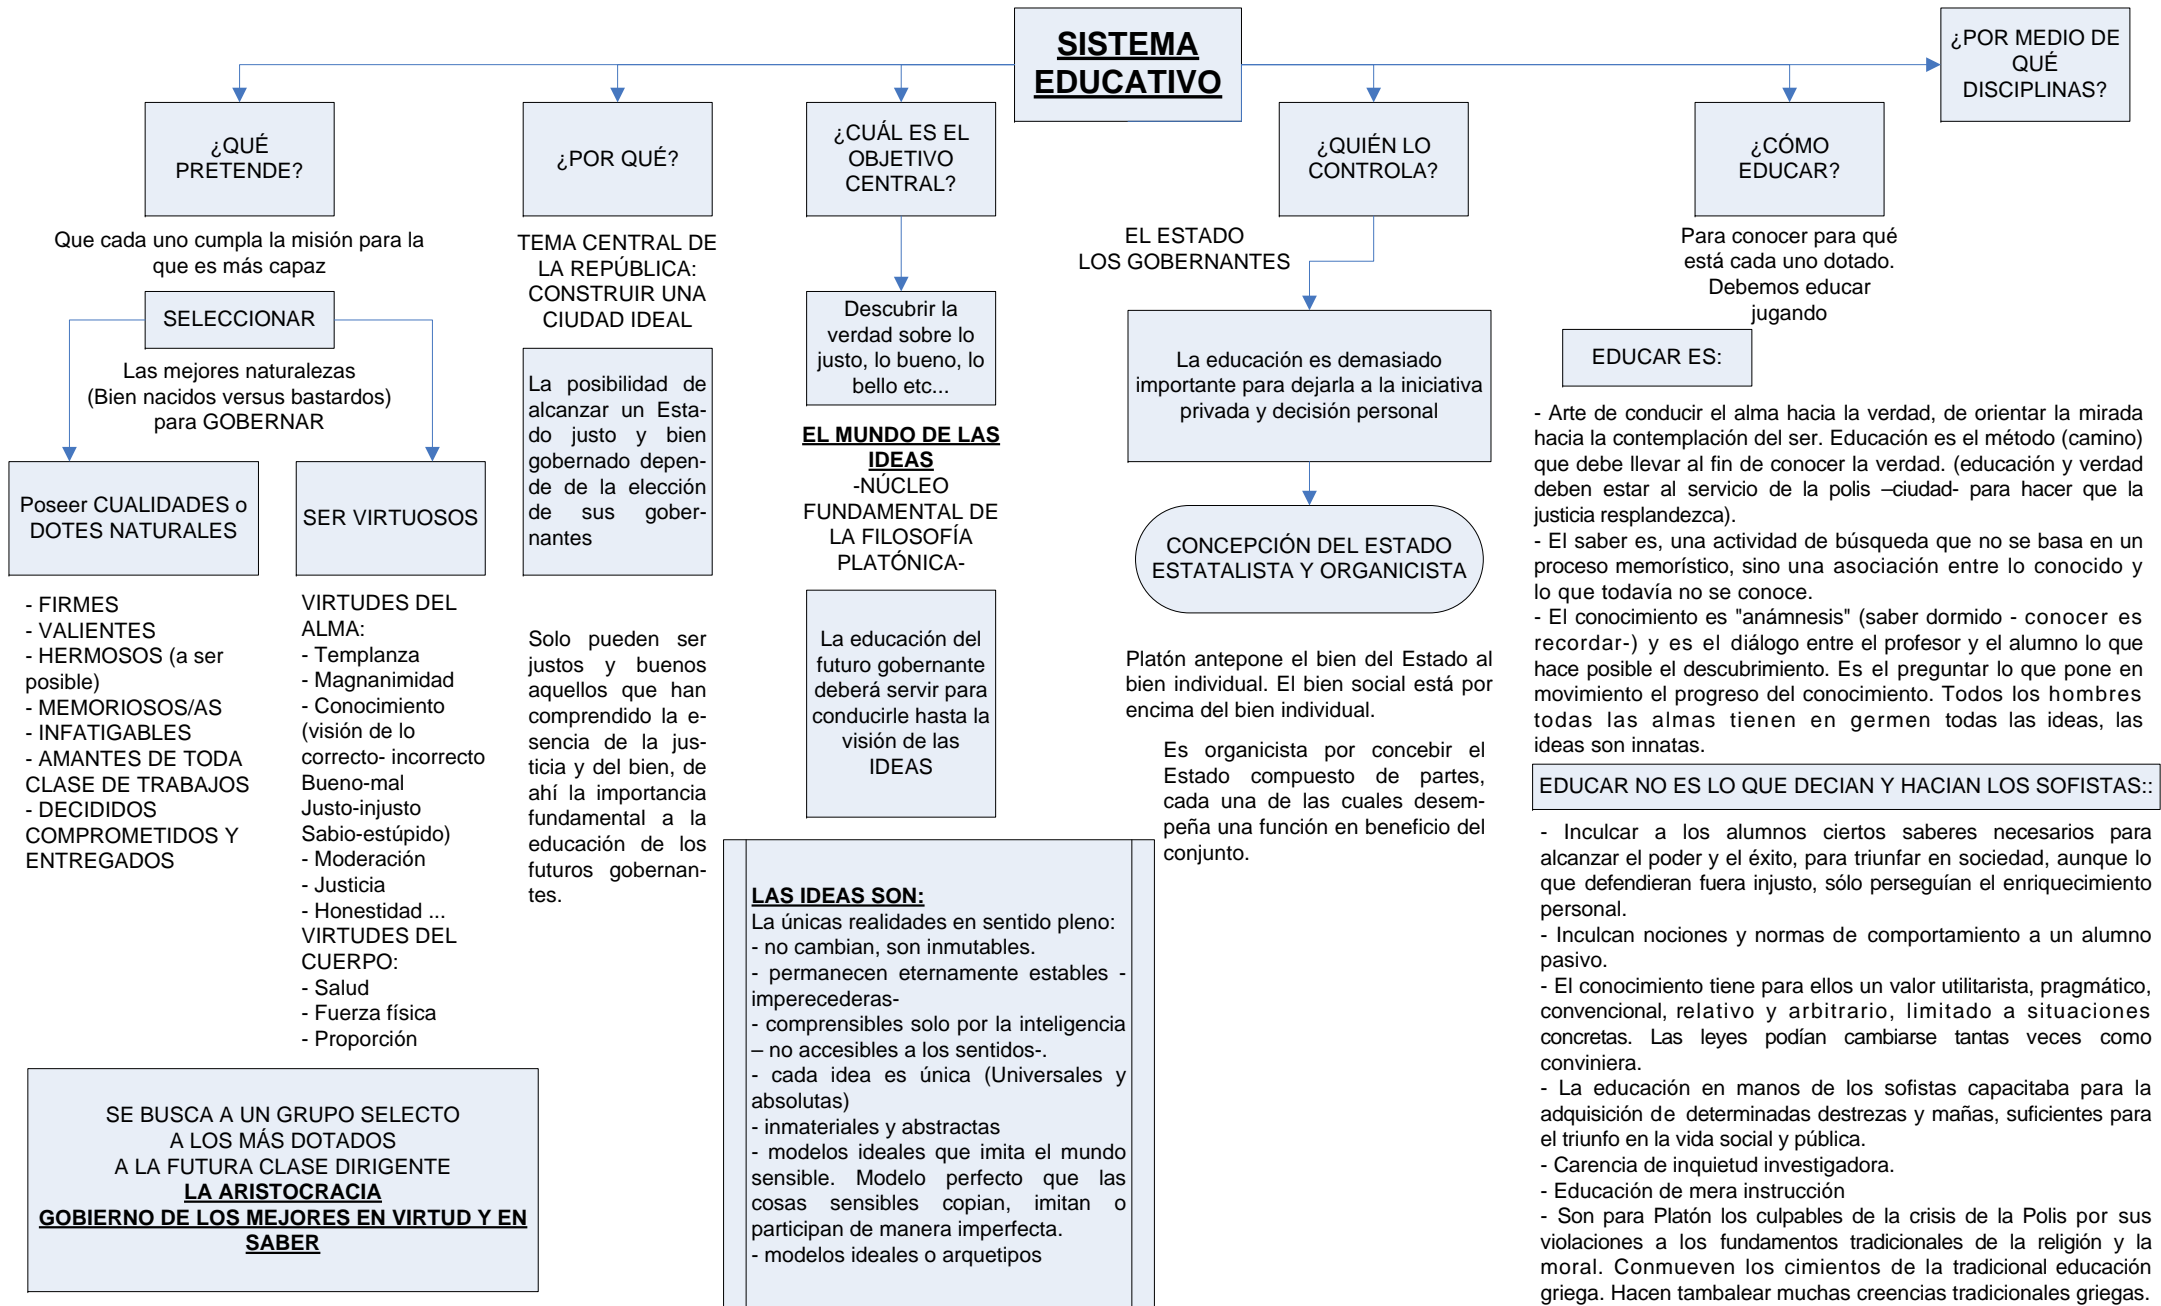 SISTEMA
EDUCATIVO
¿QUÉ
PRETENDE?
Que cada uno cumpla la misión para la
que es más capaz
SELECCIONAR
Las mejores naturalezas
(Bien nacidos versus bastardos)
para GOBERNAR
Poseer CUALIDADES o
DOTES NATURALES
- FIRMES
- VALIENTES
- HERMOSOS (a ser
posible)
- MEMORIOSOS/AS
- INFATIGABLES
- AMANTES DE TODA
CLASE DE TRABAJOS
- DECIDIDOS
COMPROMETIDOS Y
ENTREGADOS
SER VIRTUOSOS
VIRTUDES DEL
ALMA:
- Templanza
- Magnanimidad
- Conocimiento
(visión de lo
correcto- incorrecto
Bueno-mal
Justo-injusto
Sabio-estúpido)
- Moderación
- Justicia
- Honestidad ...
VIRTUDES DEL
CUERPO:
- Salud
- Fuerza física
- Proporción
SE BUSCA A UN GRUPO SELECTO
A LOS MÁS DOTADOS
A LA FUTURA CLASE DIRIGENTE
LA ARISTOCRACIA
GOBIERNO DE LOS MEJORES EN VIRTUD Y EN
SABER
¿POR QUÉ?
TEMA CENTRAL DE
LA REPÚBLICA:
CONSTRUIR UNA
CIUDAD IDEAL
La posibilidad de
alcanzar un Esta-
do justo y bien
gobernado depen-
de de la elección
de sus gober-
nantes
Solo pueden ser
justos y buenos
aquellos que han
comprendido la e-
sencia de la jus-
ticia y del bien, de
ahí la importancia
fundamental a la
educación de los
futuros gobernan-
tes.
¿CUÁL ES EL
OBJETIVO
CENTRAL?
Descubrir la
verdad sobre lo
justo, lo bueno, lo
bello etc...
EL MUNDO DE LAS
IDEAS
-NÚCLEO
FUNDAMENTAL DE
LA FILOSOFÍA
PLATÓNICA-
La educación del
futuro gobernante
deberá servir para
conducirle hasta la
visión de las
IDEAS
LAS IDEAS SON:
La únicas realidades en sentido pleno:
- no cambian, son inmutables.
- permanecen eternamente estables -
imperecederas-
- comprensibles solo por la inteligencia
– no accesibles a los sentidos-.
- cada idea es única (Universales y
absolutas)
- inmateriales y abstractas
- modelos ideales que imita el mundo
sensible. Modelo perfecto que las
cosas sensibles copian, imitan o
participan de manera imperfecta.
- modelos ideales o arquetipos
¿QUIÉN LO
CONTROLA?
EL ESTADO
LOS GOBERNANTES
La educación es demasiado
importante para dejarla a la iniciativa
privada y decisión personal
CONCEPCIÓN DEL ESTADO
ESTATALISTA Y ORGANICISTA
Platón antepone el bien del Estado al
bien individual. El bien social está por
encima del bien individual.
Es organicista por concebir el
Estado compuesto de partes,
cada una de las cuales desem-
peña una función en beneficio del
conjunto.
¿CÓMO
EDUCAR?
Para conocer para qué
está cada uno dotado.
Debemos educar
jugando
EDUCAR ES:
- Arte de conducir el alma hacia la verdad, de orientar la mirada
hacia la contemplación del ser. Educación es el método (camino)
que debe llevar al fin de conocer la verdad. (educación y verdad
deben estar al servicio de la polis –ciudad- para hacer que la
justicia resplandezca).
- El saber es, una actividad de búsqueda que no se basa en un
proceso memorístico, sino una asociación entre lo conocido y
lo que todavía no se conoce.
- El conocimiento es "anámnesis" (saber dormido - conocer es
recordar-) y es el diálogo entre el profesor y el alumno lo que
hace posible el descubrimiento. Es el preguntar lo que pone en
movimiento el progreso del conocimiento. Todos los hombres
todas las almas tienen en germen todas las ideas, las
ideas son innatas.
EDUCAR NO ES LO QUE DECIAN Y HACIAN LOS SOFISTAS::
- Inculcar a los alumnos ciertos saberes necesarios para
alcanzar el poder y el éxito, para triunfar en sociedad, aunque lo
que defendieran fuera injusto, sólo perseguían el enriquecimiento
personal.
- Inculcan nociones y normas de comportamiento a un alumno
pasivo.
- El conocimiento tiene para ellos un valor utilitarista, pragmático,
convencional, relativo y arbitrario, limitado a situaciones
concretas. Las leyes podían cambiarse tantas veces como
conviniera.
- La educación en manos de los sofistas capacitaba para la
adquisición de determinadas destrezas y mañas, suficientes para
el triunfo en la vida social y pública.
- Carencia de inquietud investigadora.
- Educación de mera instrucción
- Son para Platón los culpables de la crisis de la Polis por sus
violaciones a los fundamentos tradicionales de la religión y la
moral. Conmueven los cimientos de la tradicional educación
griega. Hacen tambalear muchas creencias tradicionales griegas.
¿POR MEDIO DE
QUÉ
DISCIPLINAS?